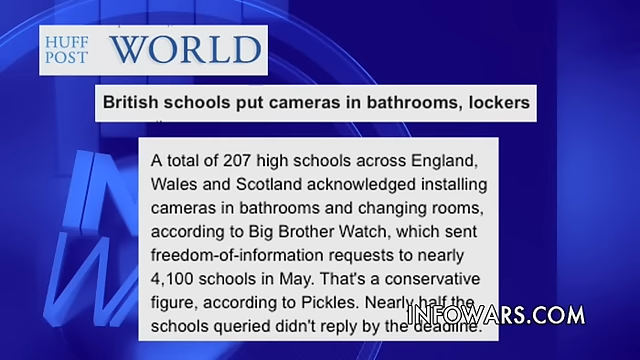 HUFF
POST WORLD
British schools put cameras in bathrooms, lockers
A total of 207 high schools across England,
Wales and Scotland acknowledged installing
cameras in bathrooms and changing rooms,
according to Big Brother Watch, which sent
freedom-of-information requests to nearly
4,100 schools in May. That's a conservative
figure, according to Pickles. Nearly half the
schools queried didn't reply by the deadline.
INFOWARS.COM